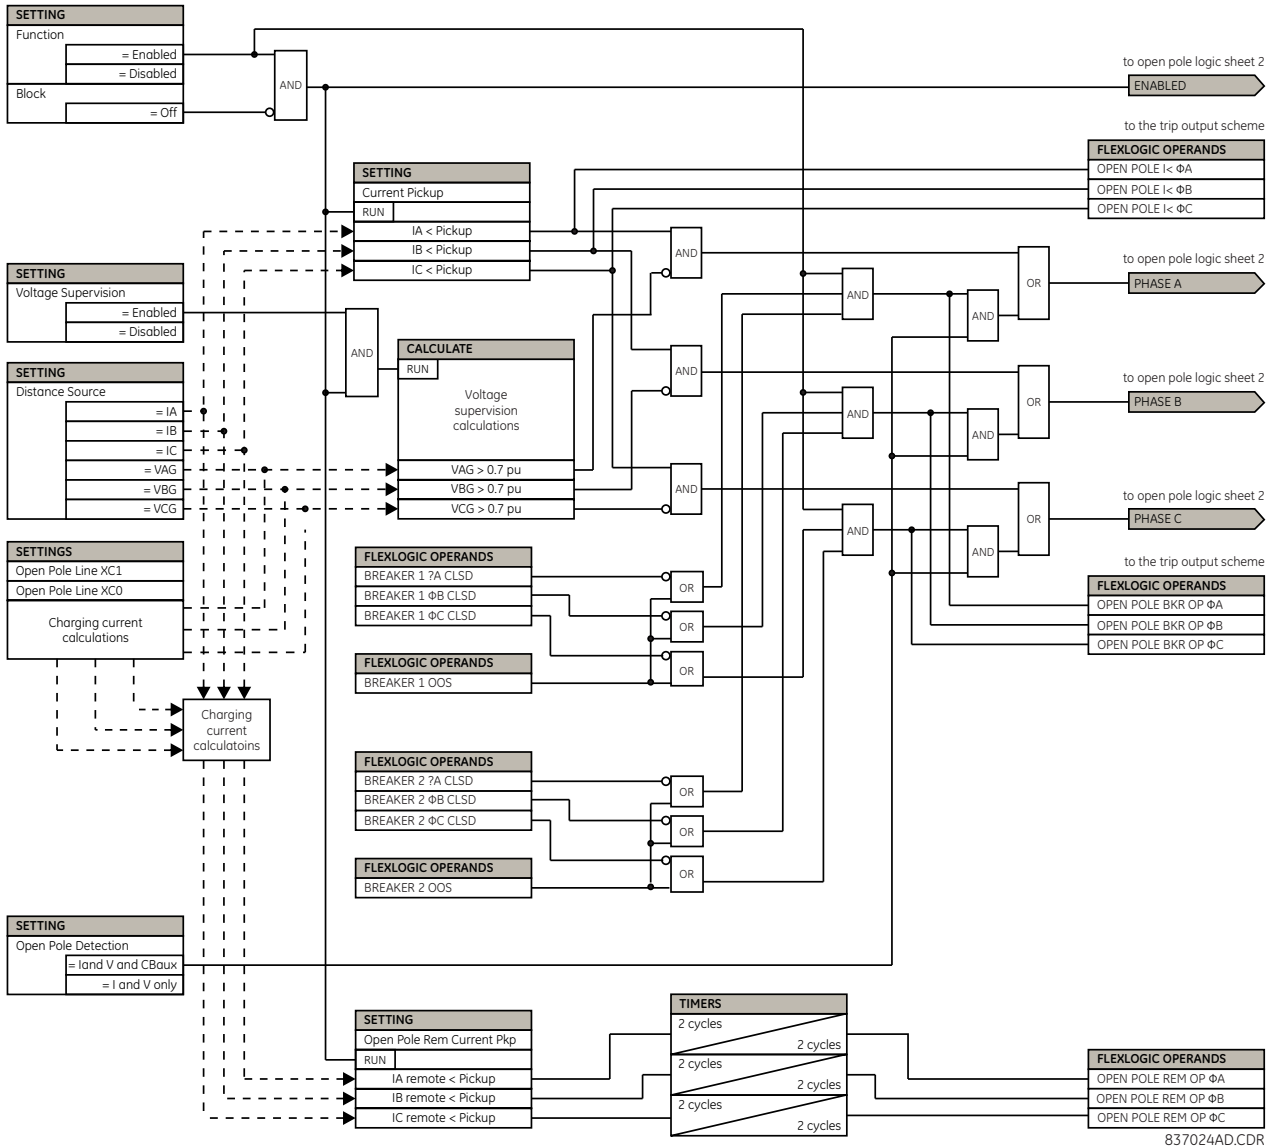 SETTING
Function
= Enabled
= Disabled
Block
= Off
AND
to open pole logic sheet 2
ENABLED
to the trip output scheme
FLEXLOGIC OPERANDS
OPEN POLE I< ΦA
OPEN POLE I< ΦB
OPEN POLE I< ΦC
SETTING
Current Pickup
RUN
IA < Pickup
IB < Pickup
IC < Pickup
AND
OR
to open pole logic sheet 2
PHASE A
AND
AND
SETTING
Voltage Supervision
= Enabled
= Disabled
AND
CALCULATE
RUN
Voltage
supervision
calculations
VAG > 0.7 pu
VBG > 0.7 pu
VCG > 0.7 pu
SETTING
Distance Source
= IA
= IB
= IC
= VAG
= VBG
= VCG
AND
AND
AND
OR
to open pole logic sheet 2
PHASE B
AND
AND
AND
OR
to open pole logic sheet 2
PHASE C
SETTINGS
Open Pole Line XC1
Open Pole Line XC0
Charging current
calculations
FLEXLOGIC OPERANDS
BREAKER 1 ?A CLSD
BREAKER 1 ΦB CLSD
BREAKER 1 ΦC CLSD
OR
OR
OR
FLEXLOGIC OPERANDS
BREAKER 1 OOS
to the trip output scheme
FLEXLOGIC OPERANDS
OPEN POLE BKR OP ΦA
OPEN POLE BKR OP ΦB
OPEN POLE BKR OP ΦC
Charging
current
calculatoins
FLEXLOGIC OPERANDS
BREAKER 2 ?A CLSD
BREAKER 2 ΦB CLSD
BREAKER 2 ΦC CLSD
OR
OR
OR
FLEXLOGIC OPERANDS
BREAKER 2 OOS
SETTING
Open Pole Detection
= Iand V and CBaux
= I and V only
SETTING
Open Pole Rem Current Pkp
RUN
IA remote < Pickup
IB remote < Pickup
IC remote < Pickup
TIMERS
2 cycles
2 cycles
2 cycles
2 cycles
2 cycles
2 cycles
FLEXLOGIC OPERANDS
OPEN POLE REM OP ΦA
OPEN POLE REM OP ΦB
OPEN POLE REM OP ΦC
837024AD.CDR